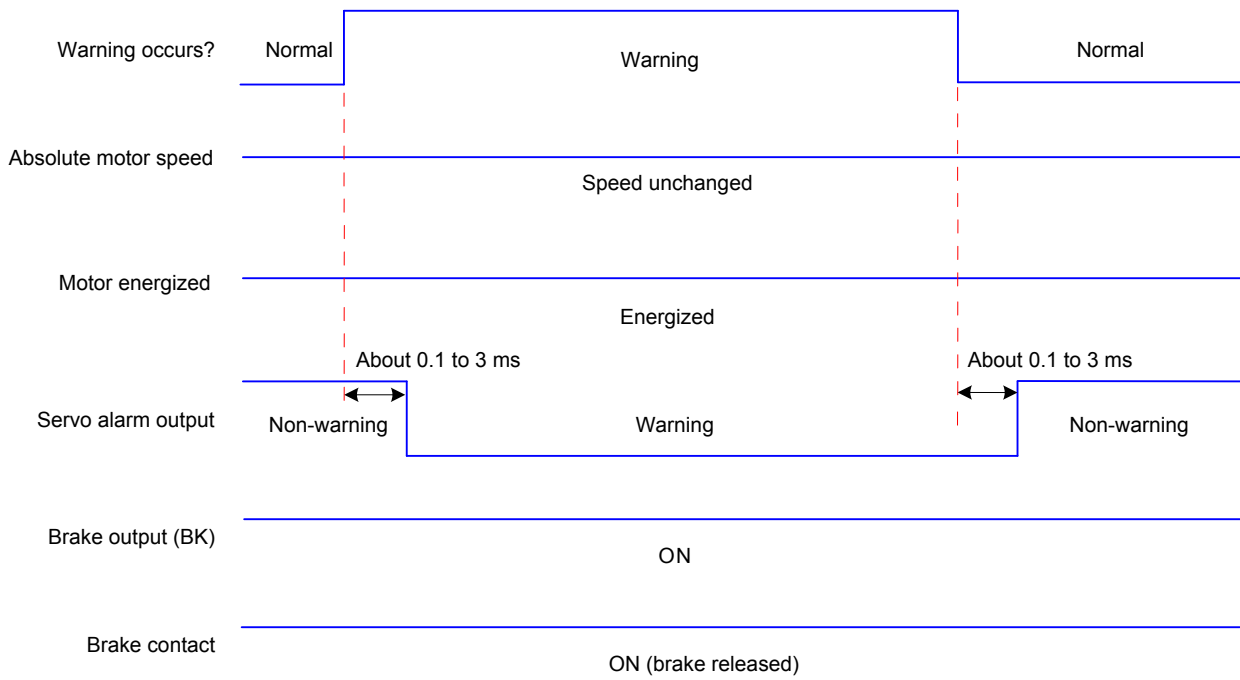 Warning occurs?
Normal
Warning
Normal
Absolute motor speed
Speed unchanged
Motor energized
Energized
About 0.1 to 3 ms
About 0.1 to 3 ms
Servo alarm output
Non-warning
Warning
Non-warning
Brake output (BK)
ON
Brake contact
ON (brake released)